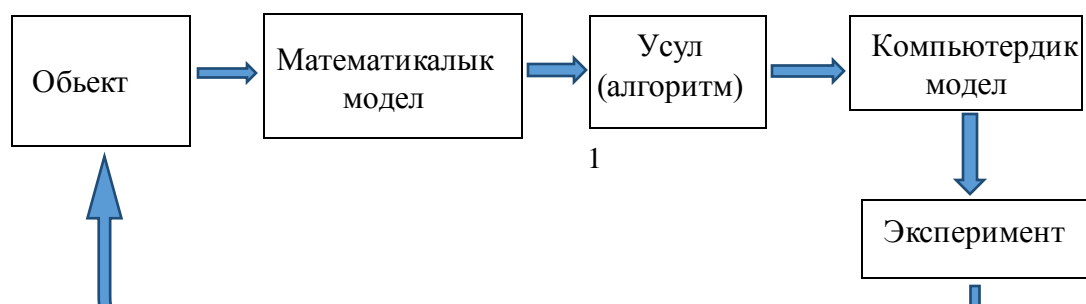 Обьект
Математикалык
модел
Усул
(алгоритм)
Компьютердик
модел
1
Эксперимент